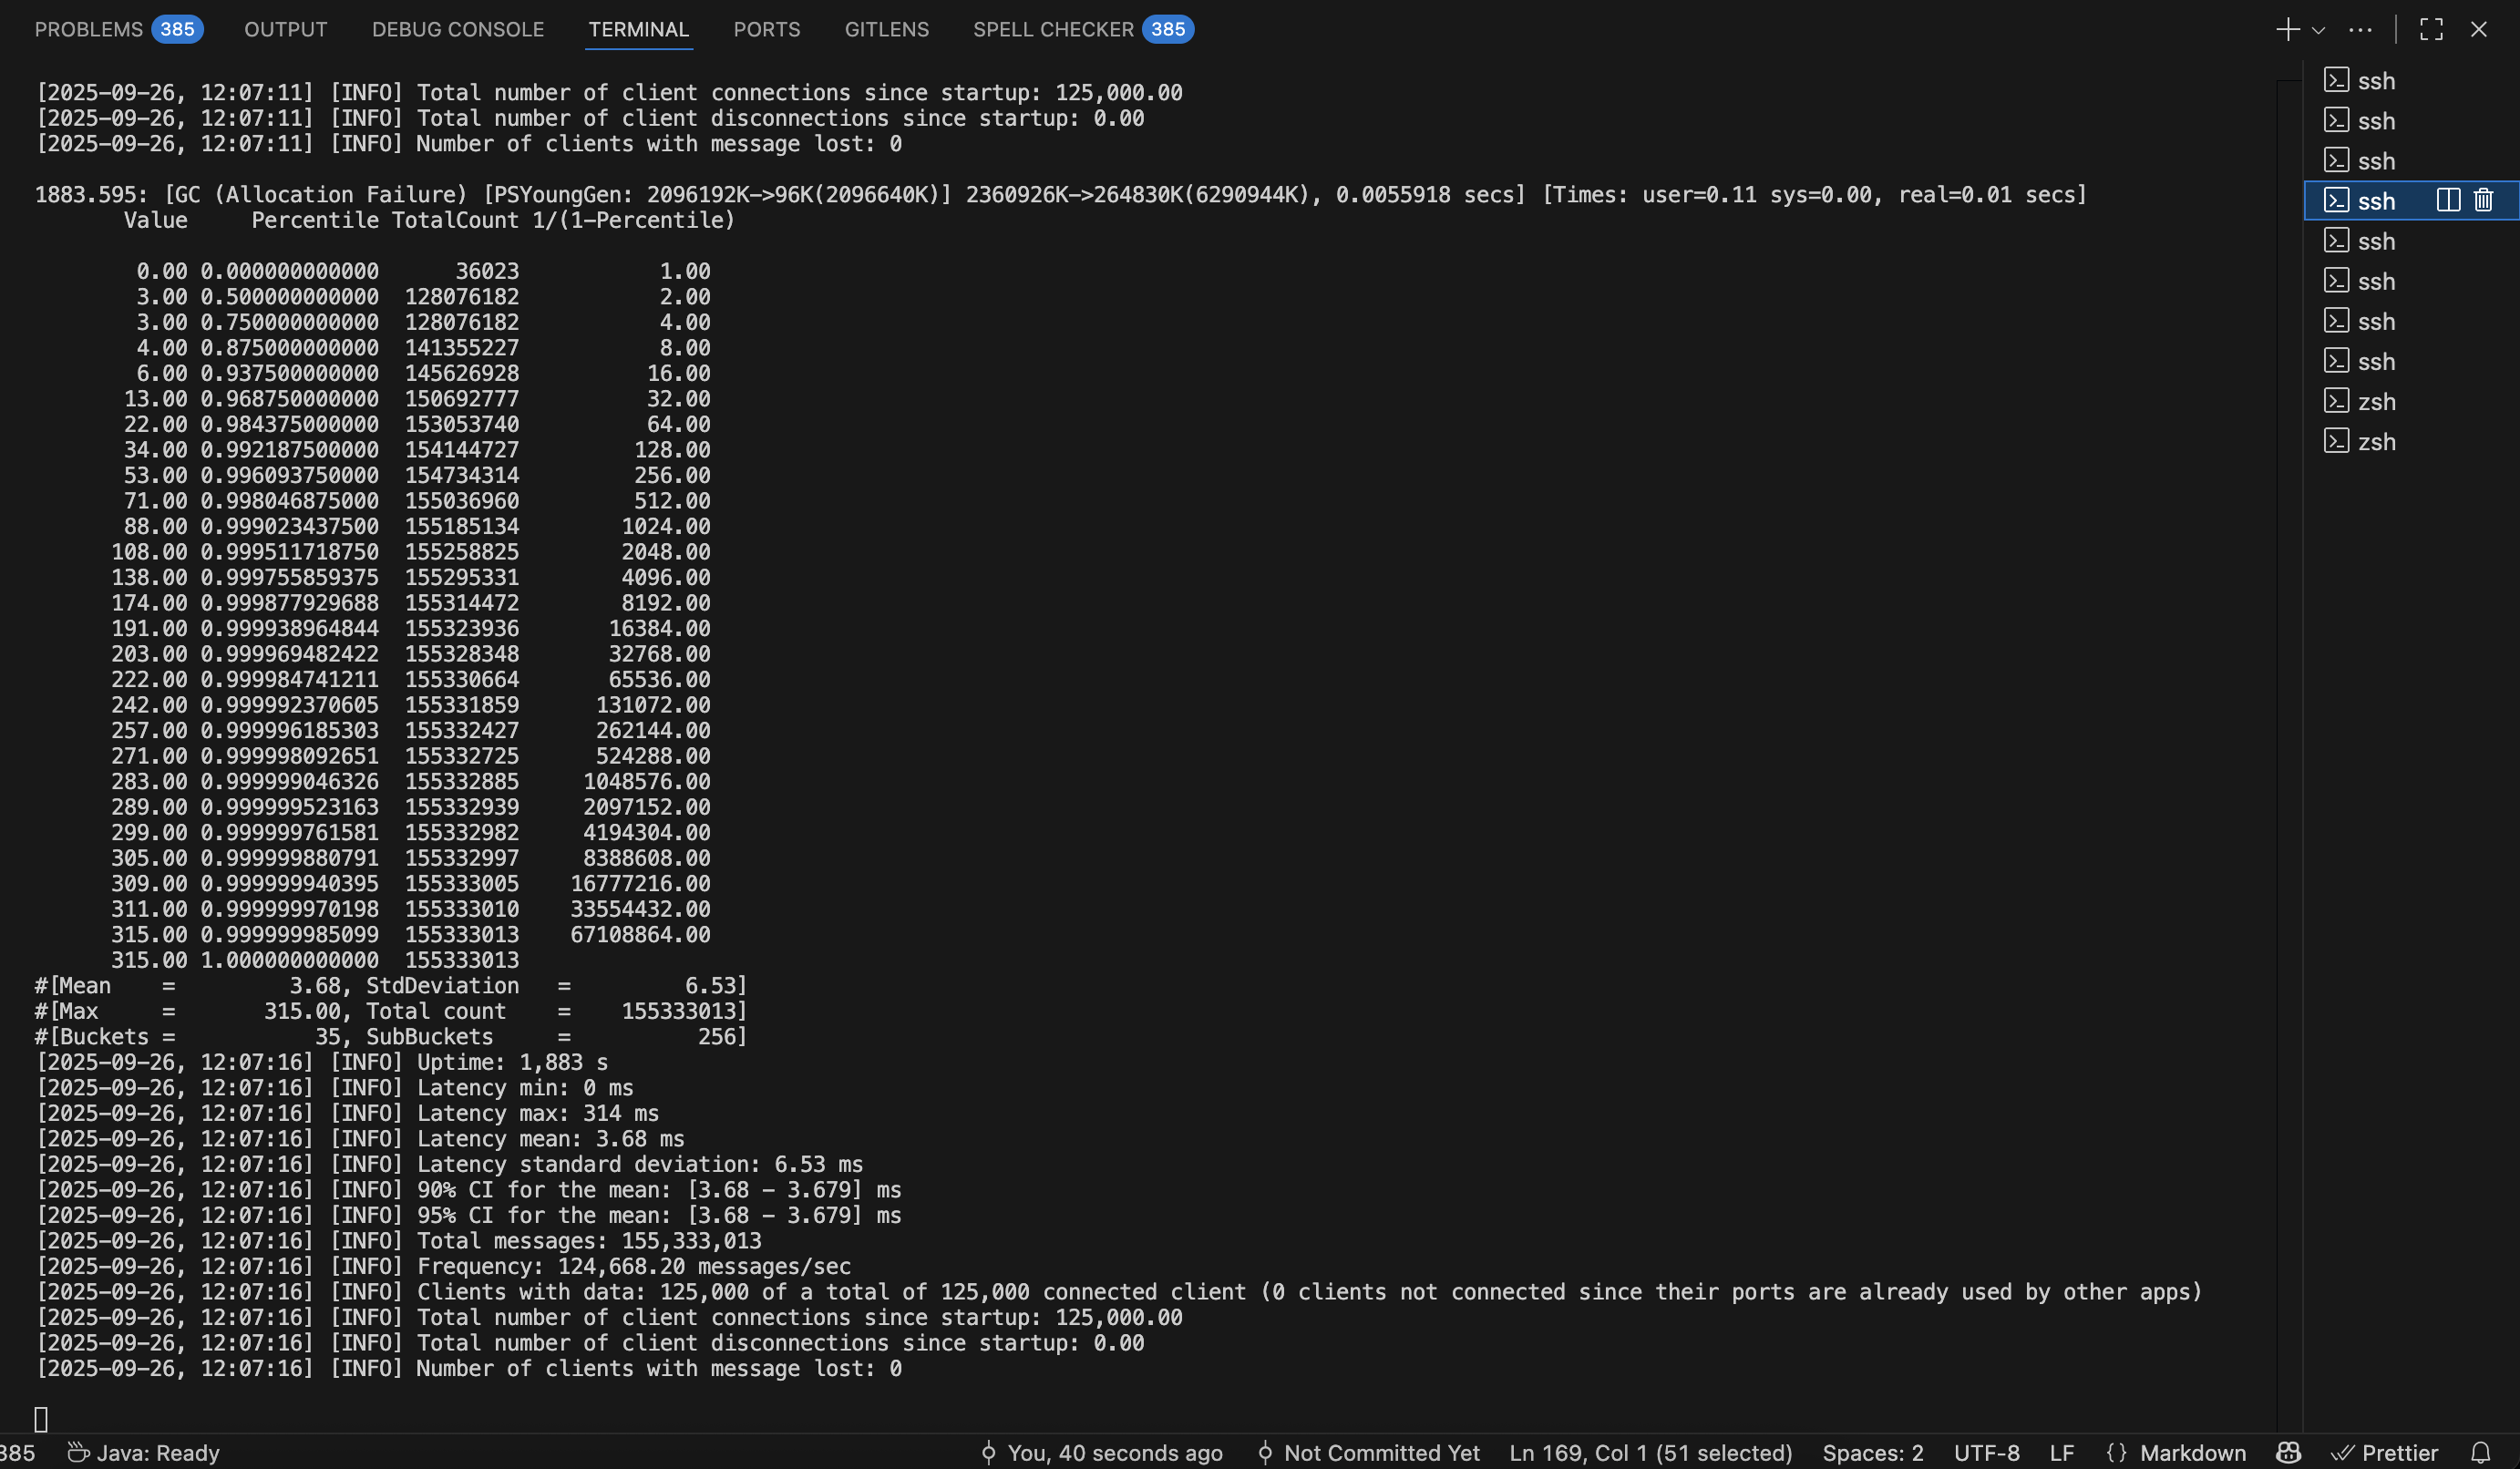 PROBLEMS 385 OUTPUT DEBUG CONSOLE TERMINAL PORTS GITLENS SPELL CHECKER 385
[2025-09-26, 12:07:11] [INFO] Total number of client connections since startup: 125,000.00
[2025-09-26, 12:07:11] [INFO] Total number of client disconnections since startup: 0.00
[2025-09-26, 12:07:11] [INFO] Number of clients with message lost: 0
1883.595: [GC (Allocation Failure) [PSYoungGen: 2096192K->96K(2096640K)] 2360926K->264830K(6290944K), 0.0055918 secs] [Times: user=0.11 sys=0.00, real=0.01 secs]
Value Percentile TotalCount 1/(1-Percentile)
0.00 0.000000000000 36023 1.00
3.00 0.500000000000 128076182 2.00
3.00 0.750000000000 128076182 4.00
4.00 0.875000000000 141355227 8.00
6.00 0.937500000000 145626928 16.00
13.00 0.968750000000 150692777 32.00
22.00 0.984375000000 153053740 64.00
34.00 0.992187500000 154144727 128.00
53.00 0.996093750000 154734314 256.00
71.00 0.998046875000 155036960 512.00
88.00 0.999023437500 155185134 1024.00
108.00 0.999511718750 155258825 2048.00
138.00 0.999755859375 155295331 4096.00
174.00 0.999877929688 155314472 8192.00
191.00 0.999938964844 155323936 16384.00
203.00 0.999969482422 155328348 32768.00
222.00 0.999984741211 155330664 65536.00
242.00 0.999992370605 155331859 131072.00
257.00 0.999996185303 155332427 262144.00
271.00 0.999998092651 155332725 524288.00
283.00 0.999999046326 155332885 1048576.00
289.00 0.999999523163 155332939 2097152.00
299.00 0.999999761581 155332982 4194304.00
305.00 0.999999880791 155332997 8388608.00
309.00 0.999999940395 155333005 16777216.00
311.00 0.999999970198 155333010 33554432.00
315.00 0.999999985099 155333013 67108864.00
315.00 1.000000000000 155333013
#[Mean = 3.68, StdDeviation = 6.53]
#[Max = 315.00, Total count = 155333013]
#[Buckets = 35, SubBuckets = 256]
[2025-09-26, 12:07:16] [INFO] Uptime: 1,883 s
[2025-09-26, 12:07:16] [INFO] Latency min: 0 ms
[2025-09-26, 12:07:16] [INFO] Latency max: 314 ms
[2025-09-26, 12:07:16] [INFO] Latency mean: 3.68 ms
[2025-09-26, 12:07:16] [INFO] Latency standard deviation: 6.53 ms
[2025-09-26, 12:07:16] [INFO] 90% CI for the mean: [3.68 - 3.679] ms
[2025-09-26, 12:07:16] [INFO] 95% CI for the mean: [3.68 - 3.679] ms
[2025-09-26, 12:07:16] [INFO] Total messages: 155,333,013
[2025-09-26, 12:07:16] [INFO] Frequency: 124,668.20 messages/sec
[2025-09-26, 12:07:16] [INFO] Clients with data: 125,000 of a total of 125,000 connected client (0 clients not connected since their ports are already used by other apps)
[2025-09-26, 12:07:16] [INFO] Total number of client connections since startup: 125,000.00
[2025-09-26, 12:07:16] [INFO] Total number of client disconnections since startup: 0.00
[2025-09-26, 12:07:16] [INFO] Number of clients with message lost: 0
ssh
ssh
ssh
ssh
ssh
ssh
ssh
ssh
zsh
zsh
385 Java: Ready You, 40 seconds ago Not Committed Yet Ln 169, Col 1 (51 selected) Spaces: 2 UTF-8 LF {} Markdown Prettier